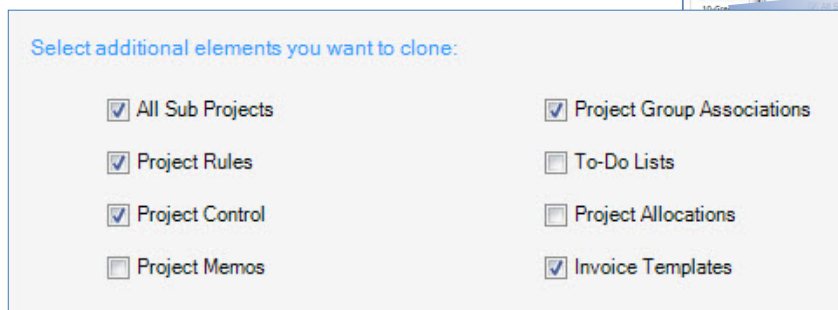 Select additional elements you want to clone:
All Sub Projects
Project Group Associations
Project Rules
To-Do Lists
Project Control
Project Allocations
Project Memos
Invoice Templates